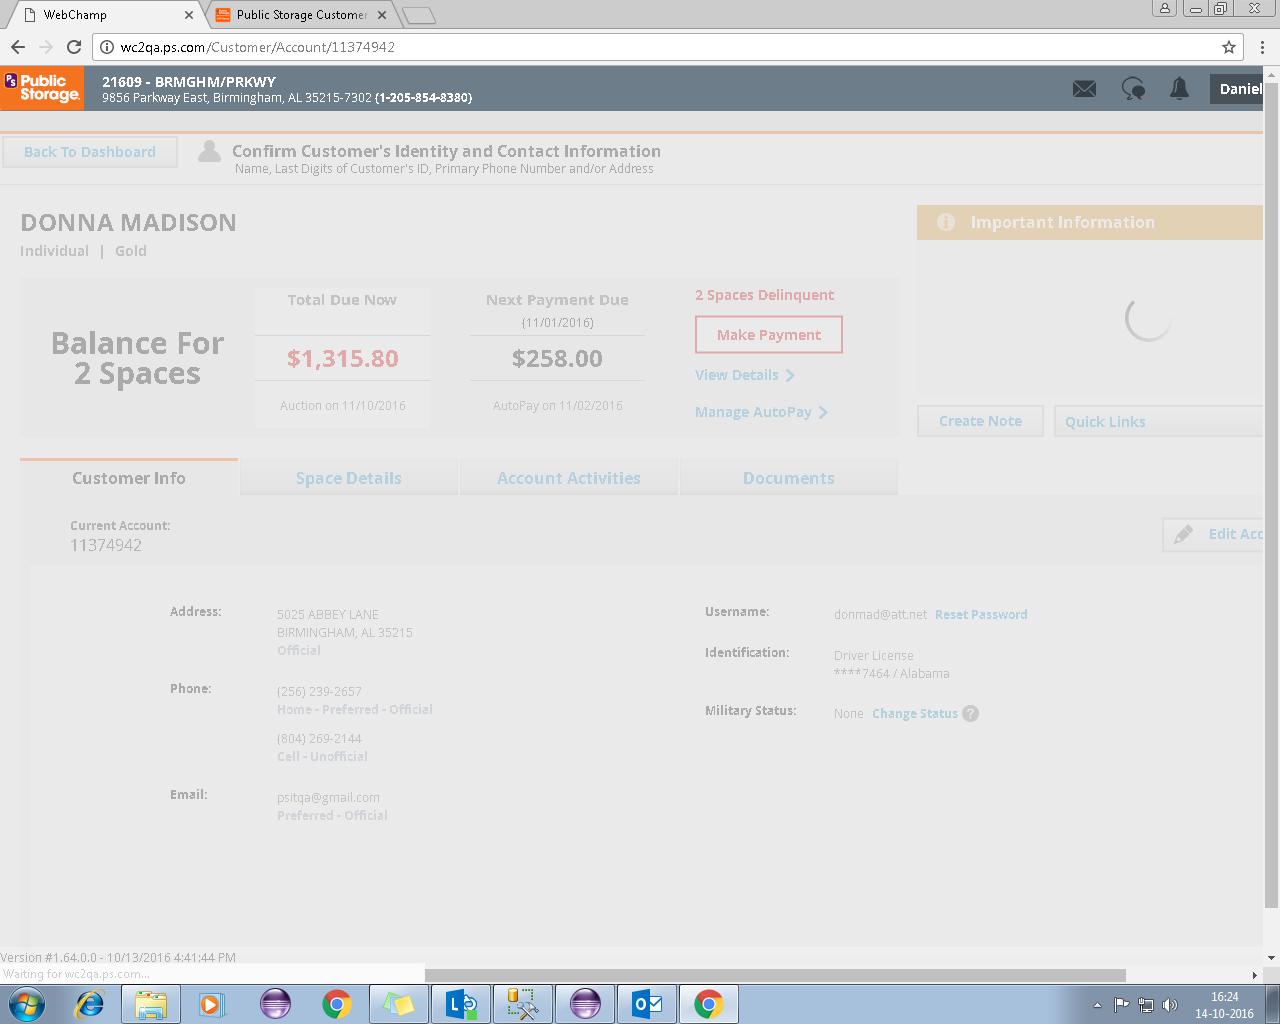 WebChamp
Public Storage Customer
wc2qa.ps.com/Customer/Account/11374942
PS Public Storage.
21609 - BRMGHM/PRKWY
9856 Parkway East, Birmingham, AL 35215-7302 (1-205-854-8380)
Daniel
Back To Dashboard
Confirm Customer's Identity and Contact Information
Name, Last Digits of Customer's ID, Primary Phone Number and/or Address
DONNA MADISON
Individual | Gold
Important Information
Balance For
2 Spaces
Total Due Now
$1,315.80
Auction on 11/10/2016
Next Payment Due
(11/01/2016)
$258.00
AutoPay on 11/02/2016
2 Spaces Delinquent
Make Payment
View Details
Manage AutoPay
Create Note
Quick Links
Customer Info
Space Details
Account Activities
Documents
Current Account:
11374942
Edit Acc
Address:
5025 ABBEY LANE
BIRMINGHAM, AL 35215
Official
Phone:
(256) 239-2657
Home - Preferred - Official
(804) 269-2144
Cell - Unofficial
Email:
psitqa@gmail.com
Preferred - Official
Username:
donmad@att.net Reset Password
Identification:
Driver License
****7464 / Alabama
Military Status:
None Change Status ?
Version #1.64.0.0 - 10/13/2016 4:41:44 PM
Waiting for wc2qa.ps.com...
16:24
14-10-2016